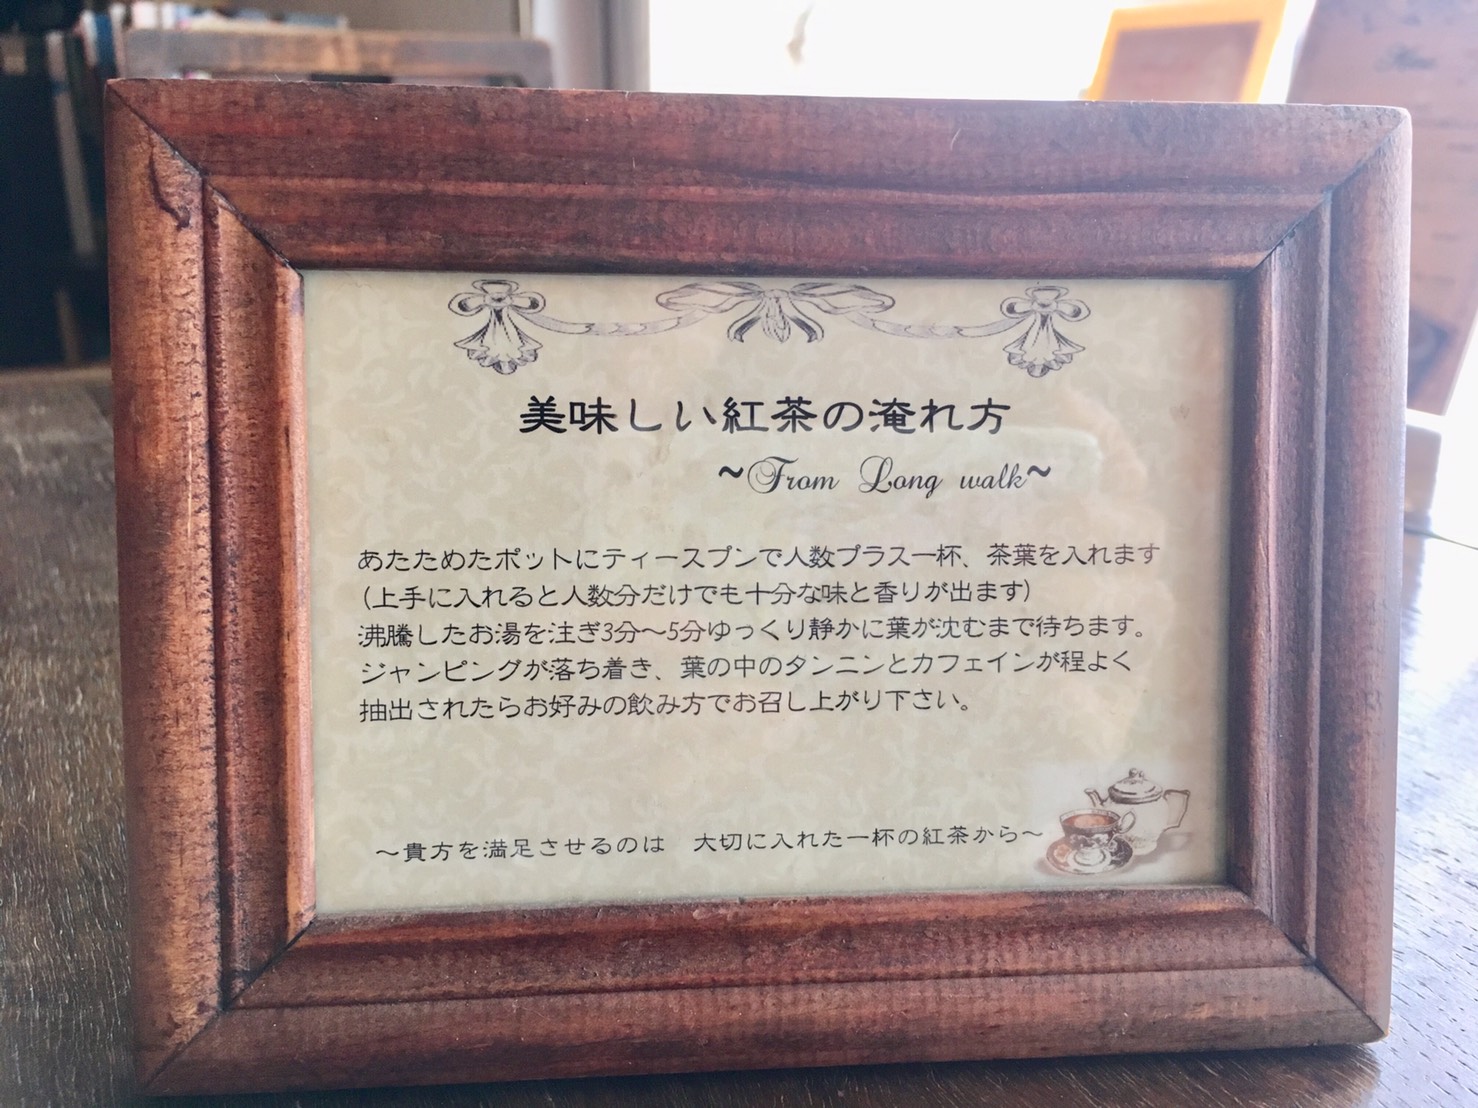 美味しい紅茶の淹れ方
~From Long walk~
あたためたポットにティースプンで人数プラス一杯、茶葉を入れます
(上手に入れると人数分だけでも十分な味と香りが出ます)
沸騰したお湯を注ぎ3分～5分ゆっくり静かに葉が沈むまで待ちます。
ジャンピングが落ち着き、葉の中のタンニンとカフェインが程よく
抽出されたらお好みの飲み方でお召し上がり下さい。
～貴方を満足させるのは　大切に入れた一杯の紅茶から～